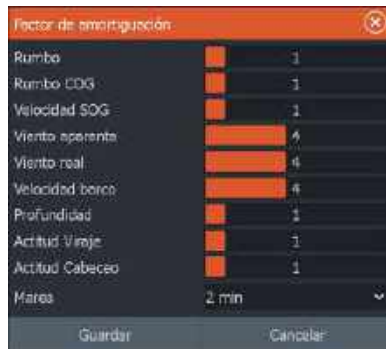 Factor de amortiguación
Rumbo 1
Rumbo COG 1
Velocidad SOG 1
Viento aparente 4
Viento real 4
Velocidad barco 4
Profundidad 1
Actitud Viraje 1
Actitud Cabeceo 1
Marea 2 min
Guardar Cancelar